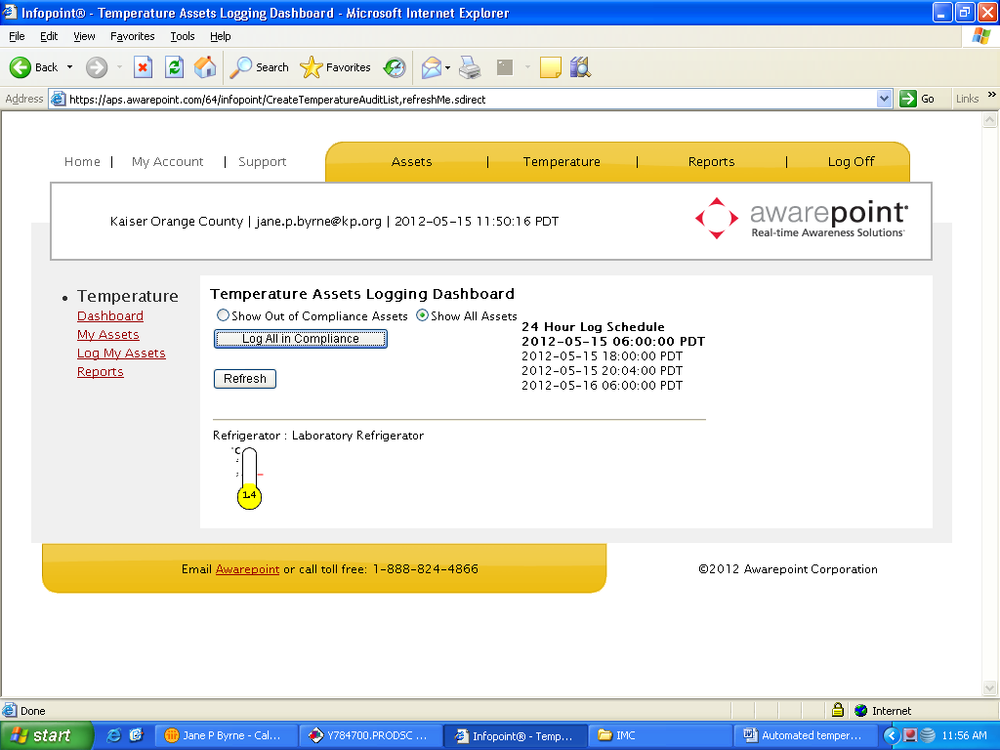 Infopoint® - Temperature Assets Logging Dashboard - Microsoft Internet Explorer
File Edit View Favorites Tools Help
Back Search Favorites
Address https://aps.awarepoint.com/64/infopoint/CreateTemperatureAuditList,refreshMe.sdirect Go Links »
Home | My Account | Support Assets | Temperature | Reports | Log Off
Kaiser Orange County | jane.p.byrne@kp.org | 2012-05-15 11:50:16 PDT
awarepoint
Real-time Awareness Solutions
• Temperature
Dashboard
My Assets
Log My Assets
Reports
Temperature Assets Logging Dashboard
Show Out of Compliance Assets Show All Assets
Log All in Compliance
Refresh
24 Hour Log Schedule
2012-05-15 06:00:00 PDT
2012-05-15 18:00:00 PDT
2012-05-15 20:04:00 PDT
2012-05-16 06:00:00 PDT
Refrigerator : Laboratory Refrigerator
°C
1.4
Email Awarepoint or call toll free: 1-888-824-4866
©2012 Awarepoint Corporation
Done Internet
start Jane P Byrne - Cal... Y784700.PRODSC ... Infopoint® - Temp... IMC Automated temper... 11:56 AM